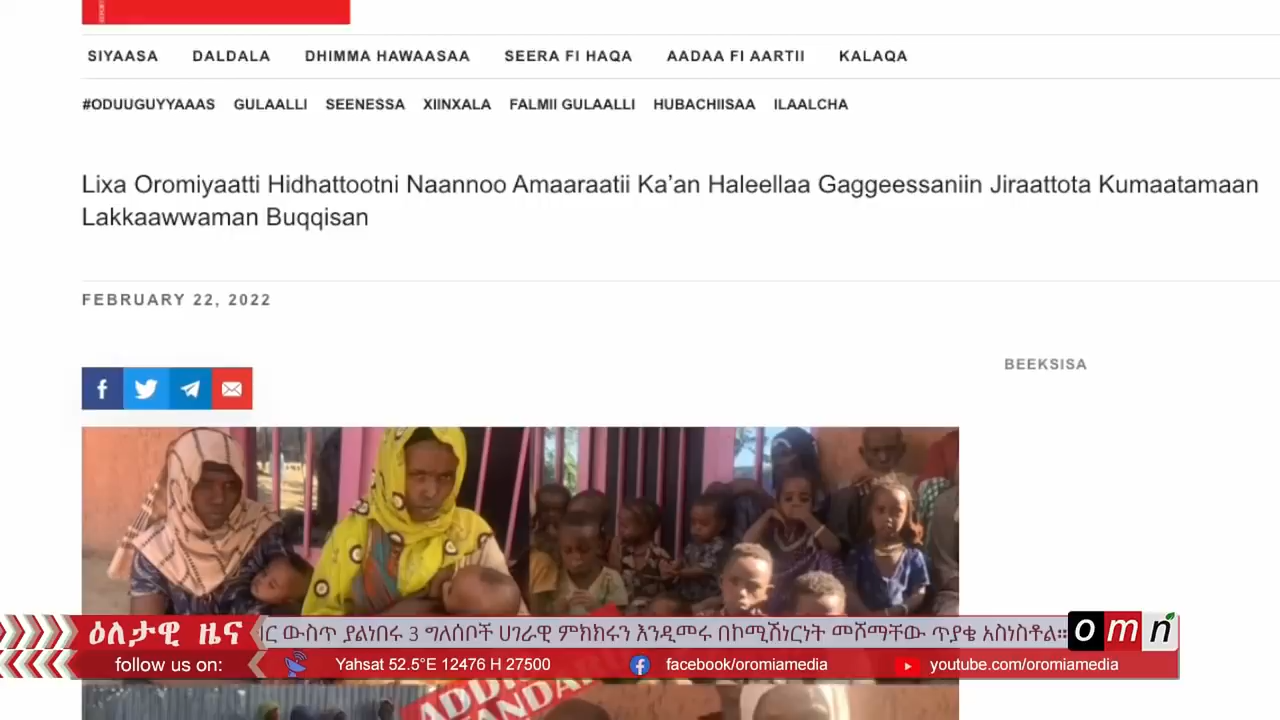 SIYAASA DALDALA DHIMMA HAWAASAA SEERA FI HAQA AADAA FI AARTII KALAQA
#ODUUGUYYAAAS GULAALLI SEENESSA XIINXALA FALMII GULAALLI HUBACHIISAA ILAALCHA
Lixa Oromiyaatti Hidhattootni Naannoo Amaaraatii Ka’an Haleellaa Gaggeessaniin Jiraattota Kumaatamaan
Lakkaawwaman Buqqisan
FEBRUARY 22, 2022
BEEKSISA
ዕለታዊ ዜና
ውስጥ ያልነበሩ 3 ግለሰቦች ሀገራዊ ምክክሩን እንዲመሩ በኮሚሽነርነት መሾማቸው ጥያቄ አስነስቶል።
omn
follow us on: Yahsat 52.5°E 12476 H 27500 facebook/oromiamedia youtube.com/oromiamedia